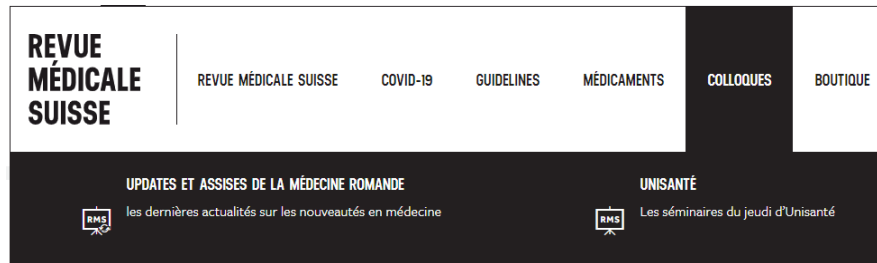 REVUE
MÉDICALE
SUISSE
REVUE MÉDICALE SUISSE COVID-19 GUIDELINES MÉDICAMENTS COLLOQUES BOUTIQUE
UPDATES ET ASSISES DE LA MÉDECINE ROMANDE
RMS
les dernières actualités sur les nouveautés en médecine
UNISANTÉ
RMS
Les séminaires du jeudi d'Unisanté